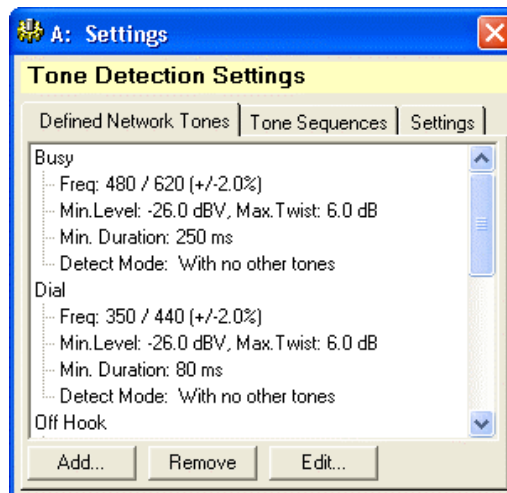 A: Settings
Tone Detection Settings
Defined Network Tones Tone Sequences Settings
Busy
Freq: 480 / 620 (+/-2.0%)
Min.Level: -26.0 dBV, Max.Twist: 6.0 dB
Min. Duration: 250 ms
Detect Mode: With no other tones
Dial
Freq: 350 / 440 (+/-2.0%)
Min.Level: -26.0 dBV, Max.Twist: 6.0 dB
Min. Duration: 80 ms
Detect Mode: With no other tones
Off Hook
Add... Remove Edit...